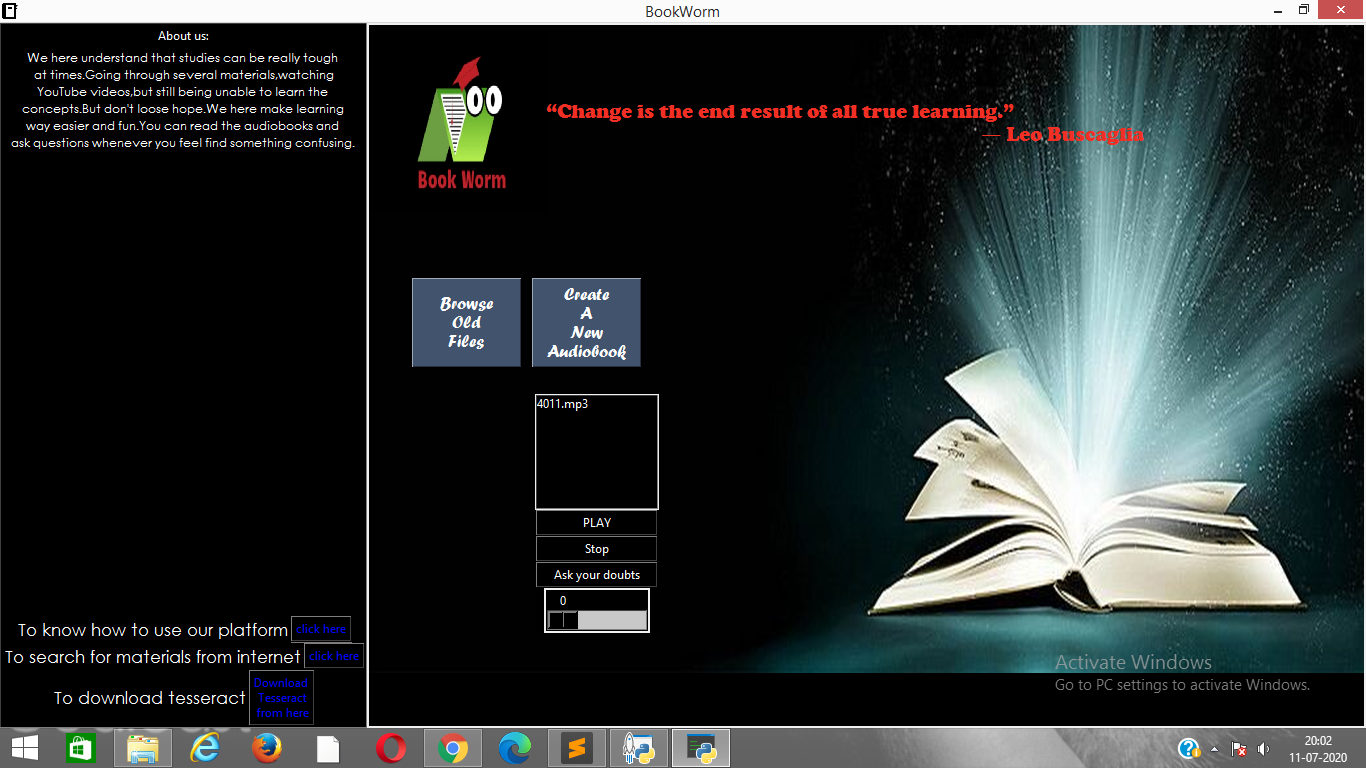 BookWorm
About us:
We here understand that studies can be really tough
at times.Going through several materials,watching
YouTube videos,but still being unable to learn the
concepts.But don't loose hope.We here make learning
way easier and fun.You can read the audiobooks and
ask questions whenever you feel find something confusing.
Book Worm
“Change is the end result of all true learning.”
— Leo Buscaglia
Browse
Old
Files
Create
A
New
Audiobook
4011.mp3
PLAY
Stop
Ask your doubts
0
To know how to use our platform click here
To search for materials from internet click here
To download tesseract Download
Tesseract
from here
Activate Windows
Go to PC settings to activate Windows.
20:02
11-07-2020